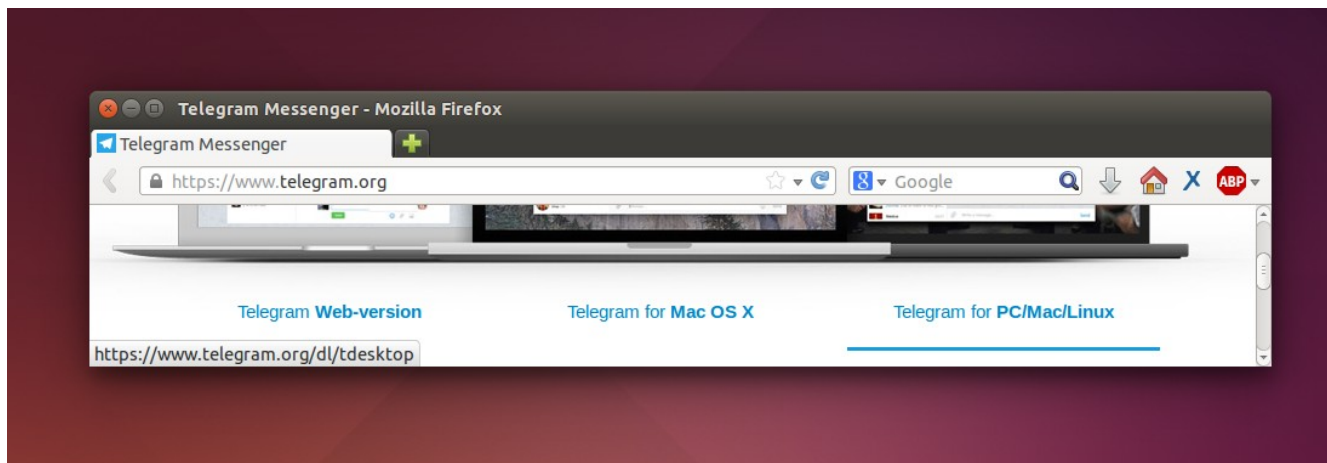 Telegram Messenger - Mozilla Firefox
Telegram Messenger
https://www.telegram.org
8 Google
ABP
Telegram Web-version
Telegram for Mac OS X
Telegram for PC/Mac/Linux
https://www.telegram.org/dl/tdesktop